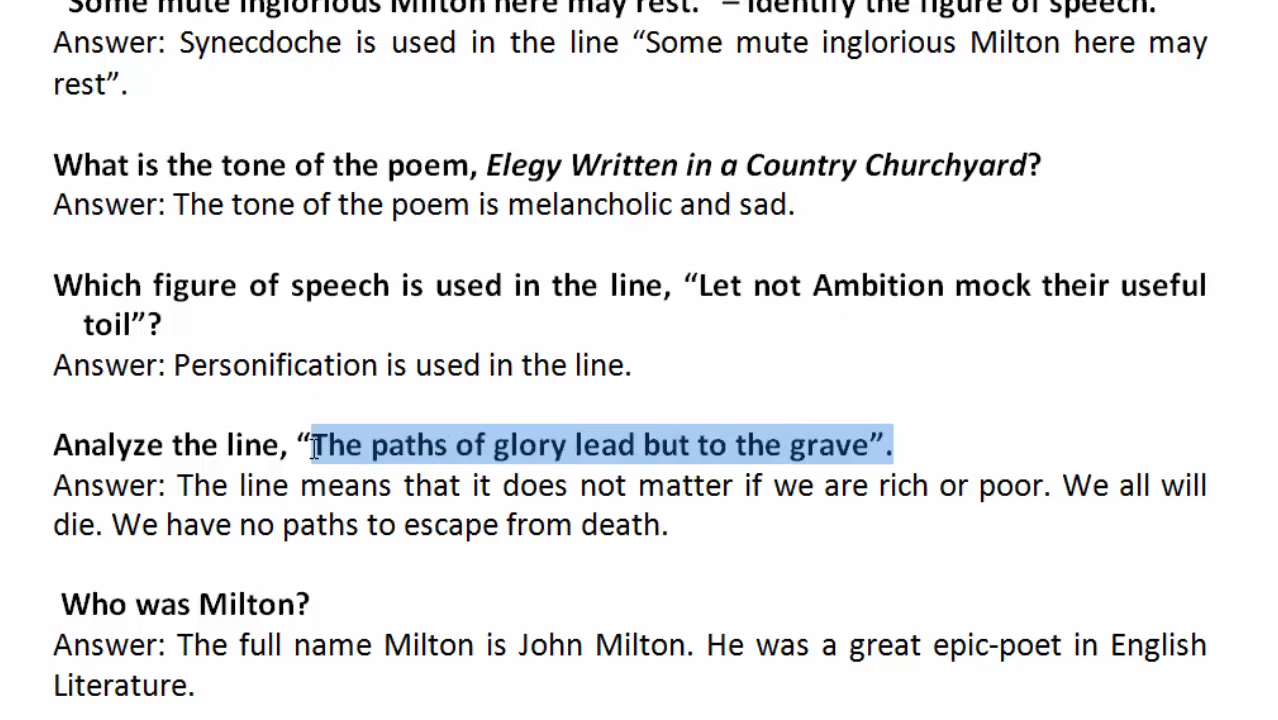 "Some mute inglorious Milton here may rest." – Identify the figure of speech.
Answer: Synecdoche is used in the line “Some mute inglorious Milton here may
rest”.
What is the tone of the poem, Elegy Written in a Country Churchyard?
Answer: The tone of the poem is melancholic and sad.
Which figure of speech is used in the line, “Let not Ambition mock their useful
toil”?
Answer: Personification is used in the line.
Analyze the line, “The paths of glory lead but to the grave”.
Answer: The line means that it does not matter if we are rich or poor. We all will
die. We have no paths to escape from death.
Who was Milton?
Answer: The full name Milton is John Milton. He was a great epic-poet in English
Literature.